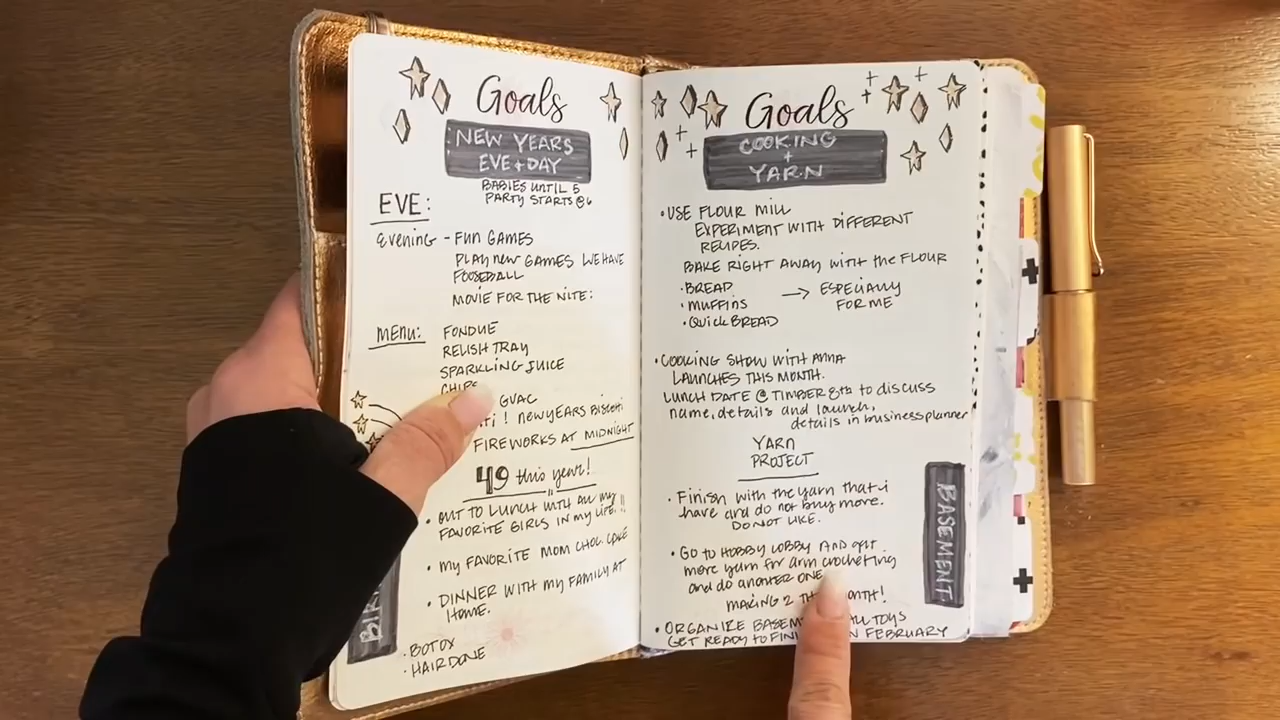 Goals
NEW YEARS
EVE + DAY
BABIES UNTIL 5
PARTY STARTS @ 6
EVE:
evening - FUN GAMES
PLAY new GAMES WE HAVE
FOOSEBALL
MOVIE FOR THE NITE:
MENU: FONDUE
RELISH TRAY
SPARKLING JUICE
CHIPS
GUAC
! NEW YEARS BISCOTTI
FIREWORKS AT MIDNIGHT
49 this year!
• OUT TO LUNCH WITH ALL MY
FAVORITE GIRLS IN MY LIFE!!
• MY FAVORITE MOM CHOC. CAKE
• DINNER WITH MY FAMILY AT
HOME.
• BOTOX
• HAIR DONE
Goals
COOKING
+
YARN
• USE FLOUR MILL
EXPERIMENT WITH DIFFERENT
RECIPES.
BAKE RIGHT AWAY WITH the FLOUR
• BREAD
• MUFFINS → ESPECIALLY
FOR ME
• QUICK BREAD
• COOKING SHOW WITH ANNA
LAUNCHES THIS MONTH.
LUNCH DATE @ TIMBER 8th to discuss
name, details and launch.
details in business planner
YARN
PROJECT
• Finish with the yarn that i
have and do not buy more.
DO NOT LIKE.
• GO to HOBBY LOBBY AND get
more yarn for arm crocheting
and do another ONE
MAKING 2 MONTH!
• ORGANIZE TOYS
GET READY to FEBRUARY
BASEMENT